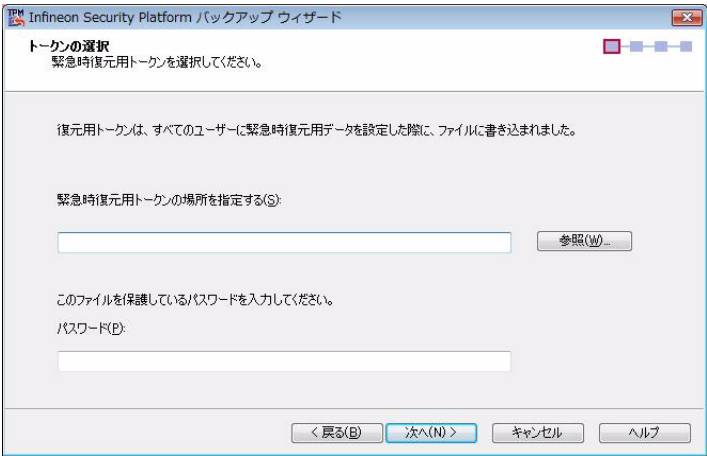 TPM Infineon Security Platform バックアップ ウィザード
トークンの選択
緊急時復元用トークンを選択してください。
復元用トークンは、すべてのユーザーに緊急時復元用データを設定した際に、ファイルに書き込まれました。
緊急時復元用トークンの場所を指定する(S):
参照(W)...
このファイルを保護しているパスワードを入力してください。
パスワード(P):
< 戻る(B) 次へ(N) > キャンセル ヘルプ